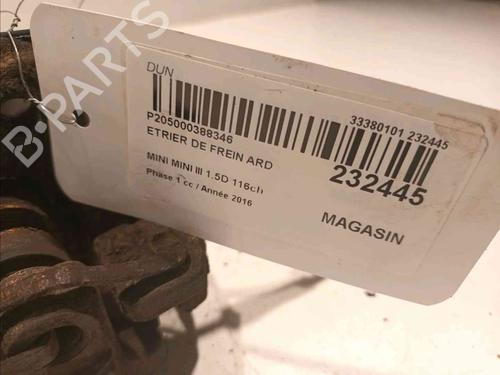 B-PARTS
DUN
P205000388346
33380101 232445
ETRIER DE FREIN ARD
232445
MINI MINI III 1.5D 116ch
Phase 1 cc / Année 2016
MAGASIN